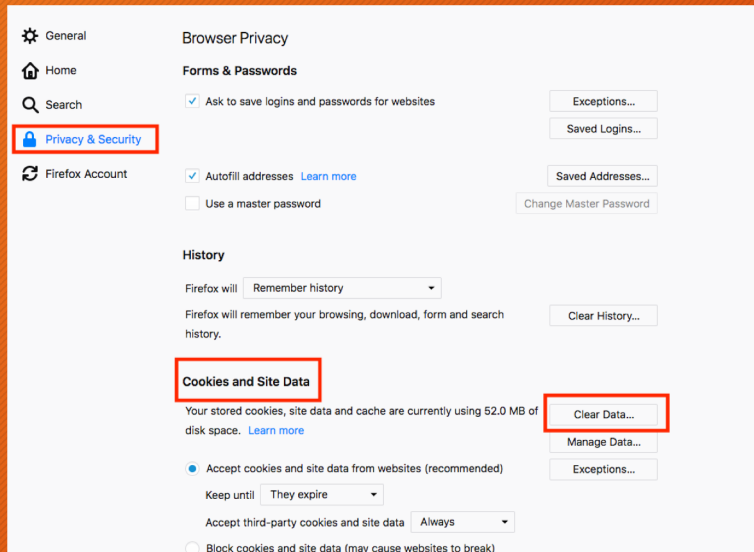 General
Home
Search
Privacy & Security
Firefox Account
Browser Privacy
Forms & Passwords
Ask to save logins and passwords for websites
Exceptions...
Saved Logins...
Autofill addresses Learn more
Saved Addresses...
Use a master password
Change Master Password
History
Firefox will Remember history
Firefox will remember your browsing, download, form and search
history.
Clear History...
Cookies and Site Data
Your stored cookies, site data and cache are currently using 52.0 MB of
disk space. Learn more
Clear Data...
Manage Data...
Accept cookies and site data from websites (recommended)
Exceptions...
Keep until They expire
Accept third-party cookies and site data Always
Block cookies and site data (may cause websites to break)